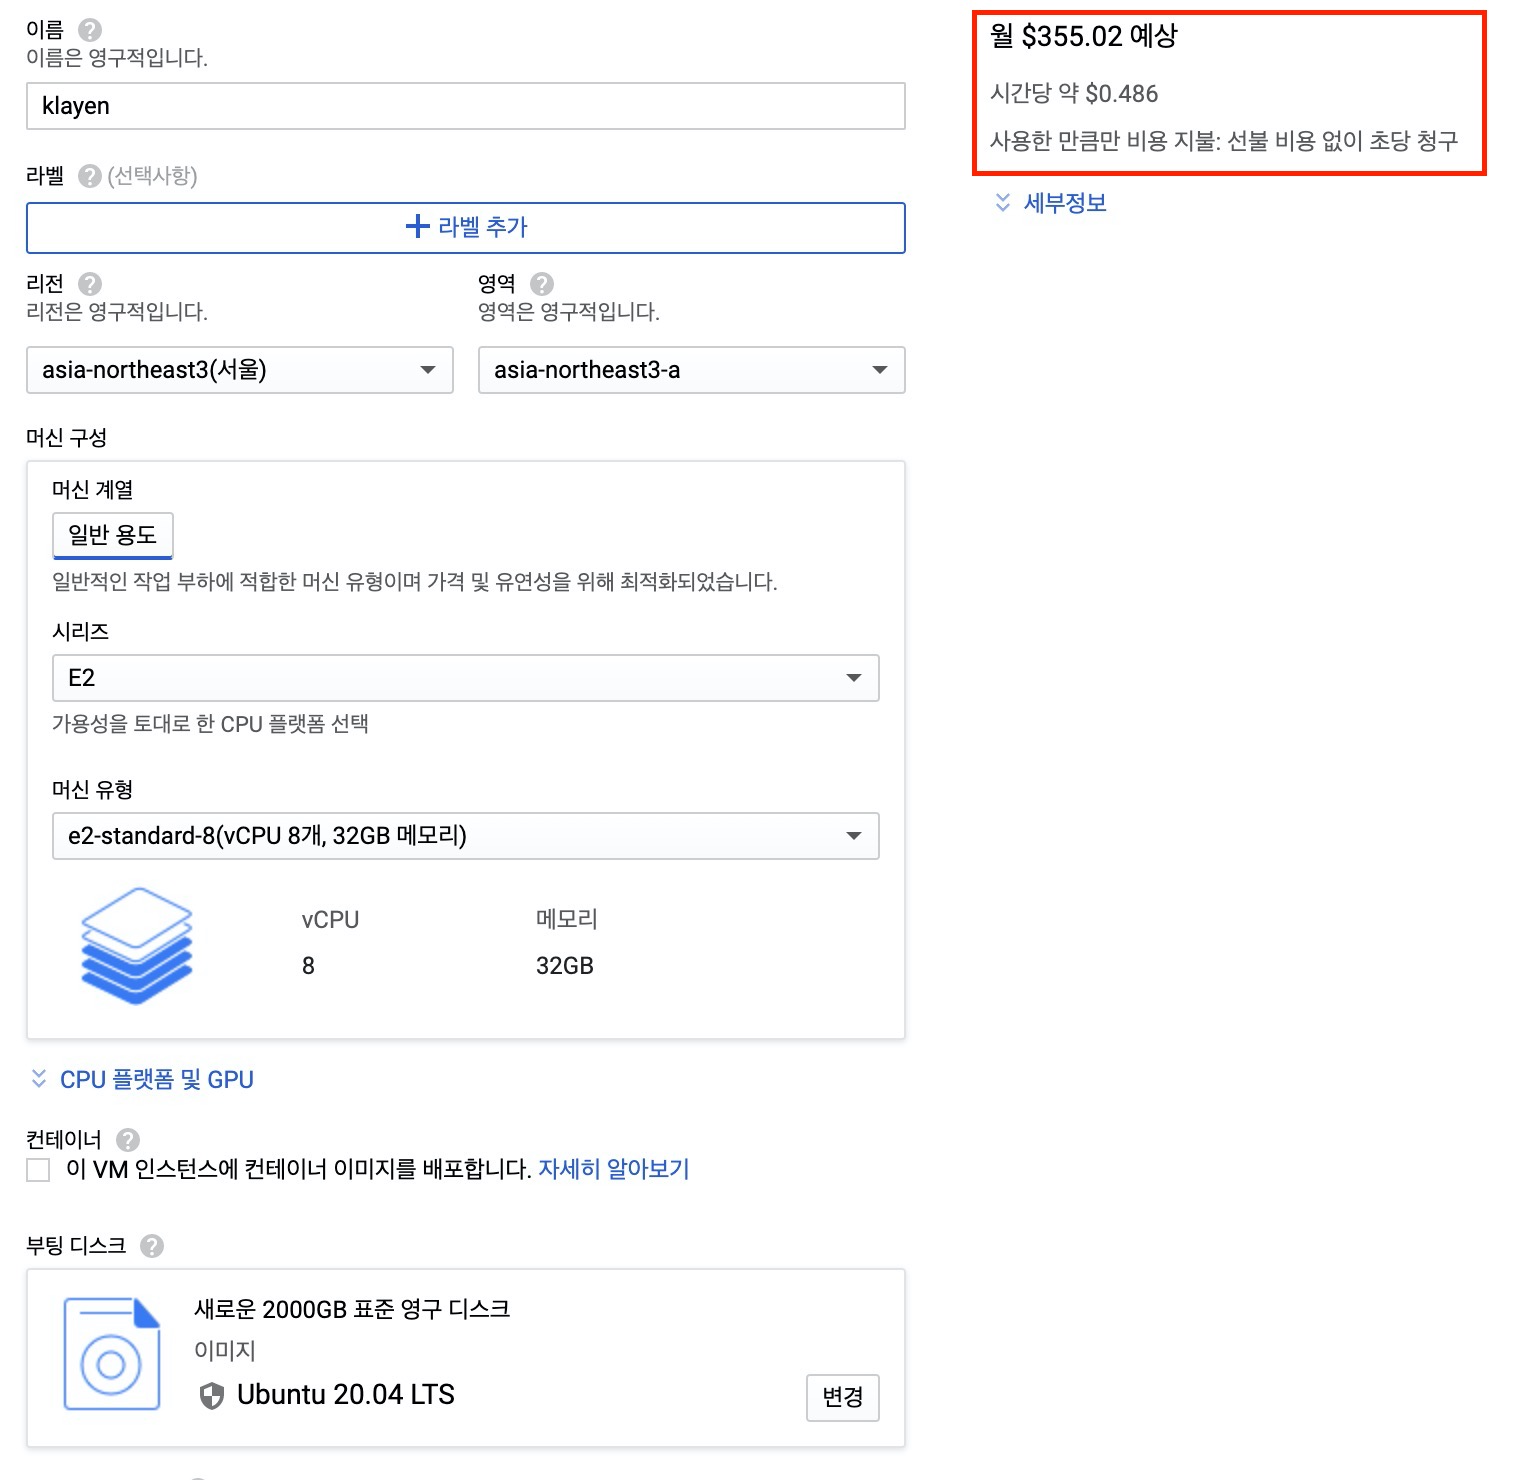 이름
이름은 영구적입니다.
klayen
라벨 (선택사항)
라벨 추가
리전
리전은 영구적입니다.
asia-northeast3(서울)
영역
영역은 영구적입니다.
asia-northeast3-a
머신 구성
머신 계열
일반 용도
일반적인 작업 부하에 적합한 머신 유형이며 가격 및 유연성을 위해 최적화되었습니다.
시리즈
E2
가용성을 토대로 한 CPU 플랫폼 선택
머신 유형
e2-standard-8(vCPU 8개, 32GB 메모리)
vCPU
8
메모리
32GB
CPU 플랫폼 및 GPU
컨테이너
이 VM 인스턴스에 컨테이너 이미지를 배포합니다. 자세히 알아보기
부팅 디스크
새로운 2000GB 표준 영구 디스크
이미지
Ubuntu 20.04 LTS
변경
월 $355.02 예상
시간당 약 $0.486
사용한 만큼만 비용 지불: 선불 비용 없이 초당 청구
세부정보